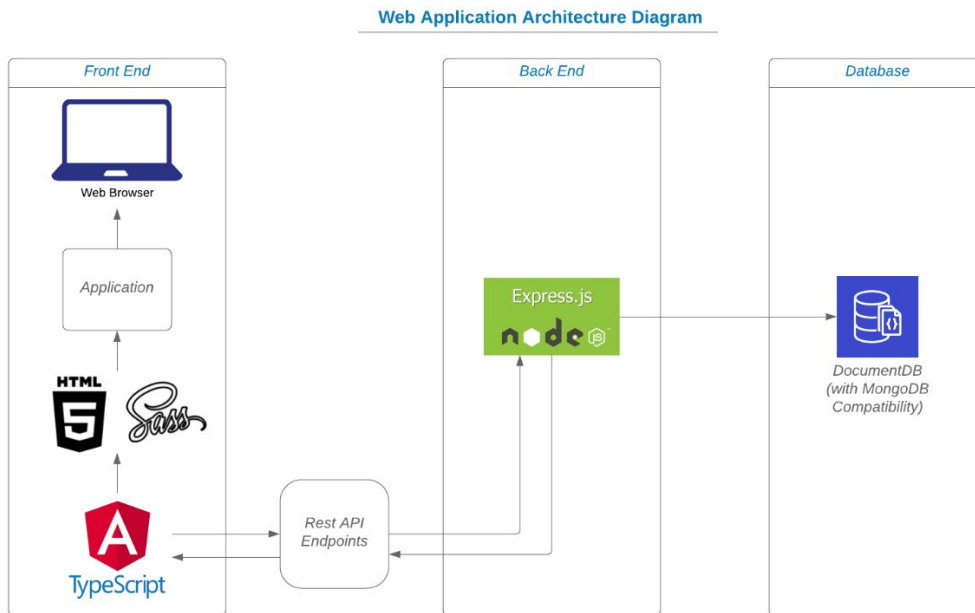 Web Application Architecture Diagram
Front End
Back End
Database
Web Browser
Application
HTML
5
Sass
A
TypeScript
Rest API
Endpoints
Express.js
node
JS
DocumentDB
(with MongoDB
Compatibility)